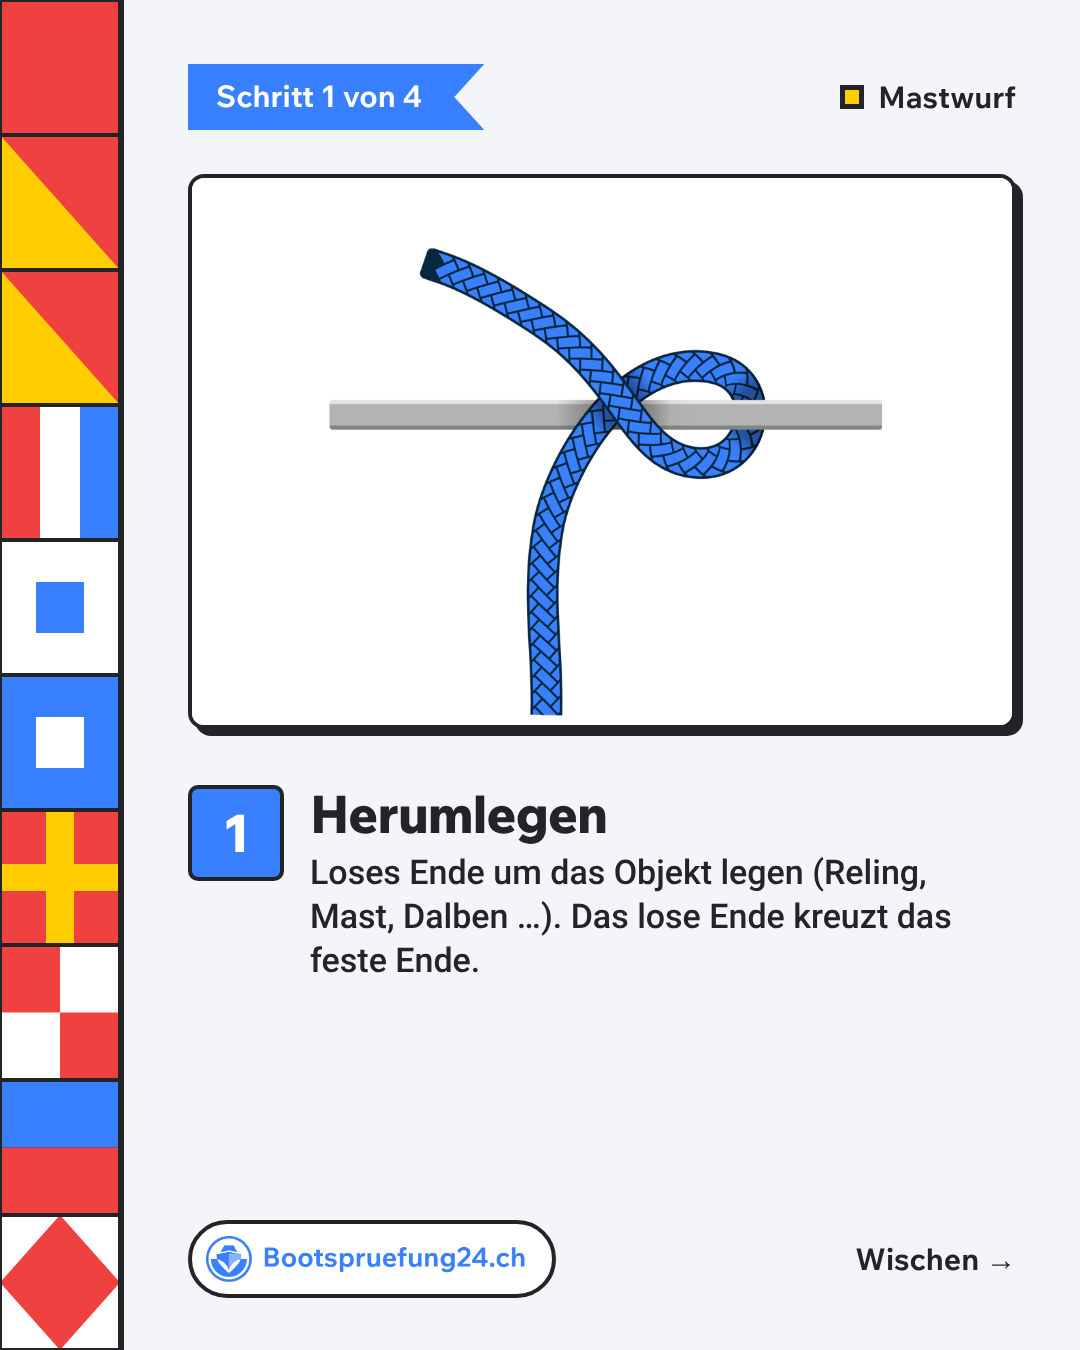 Schritt 1 von 4
Mastwurf
1
Herumlegen
Loses Ende um das Objekt legen (Reling,
Mast, Dalben ...). Das lose Ende kreuzt das
feste Ende.
Bootspruefung24.ch
Wischen →